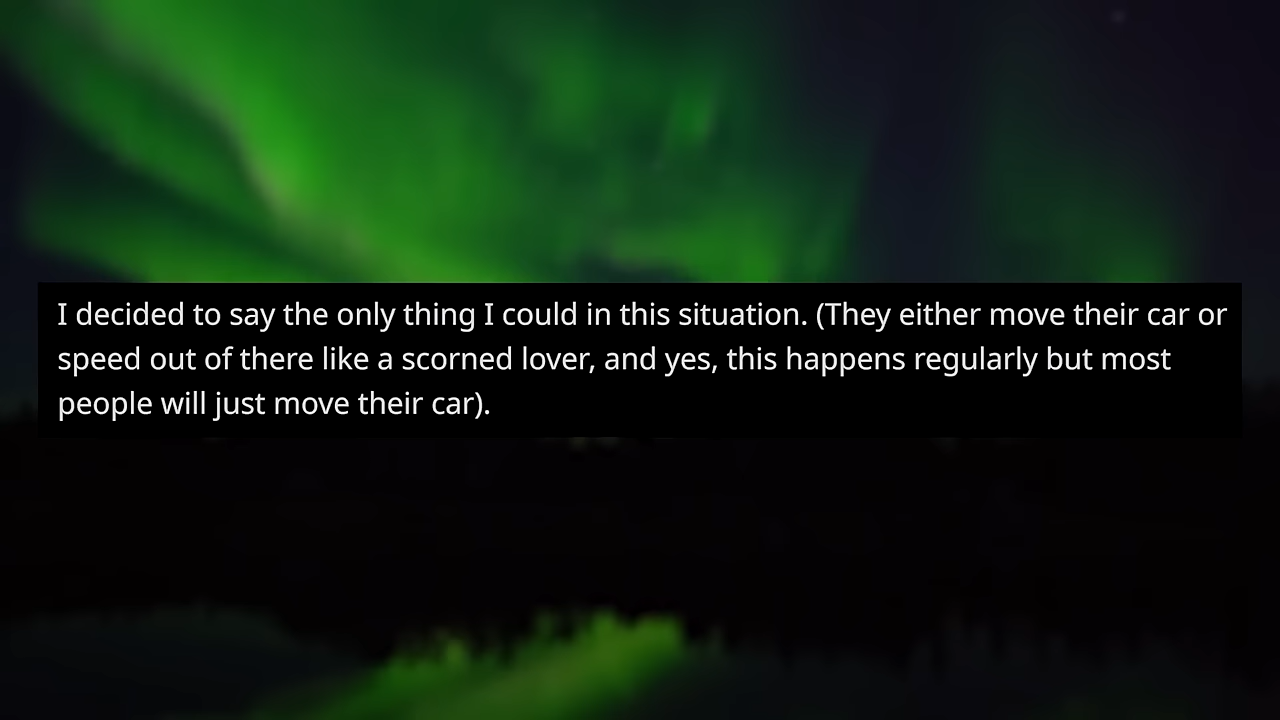 I decided to say the only thing I could in this situation. (They either move their car or
speed out of there like a scorned lover, and yes, this happens regularly but most
people will just move their car).